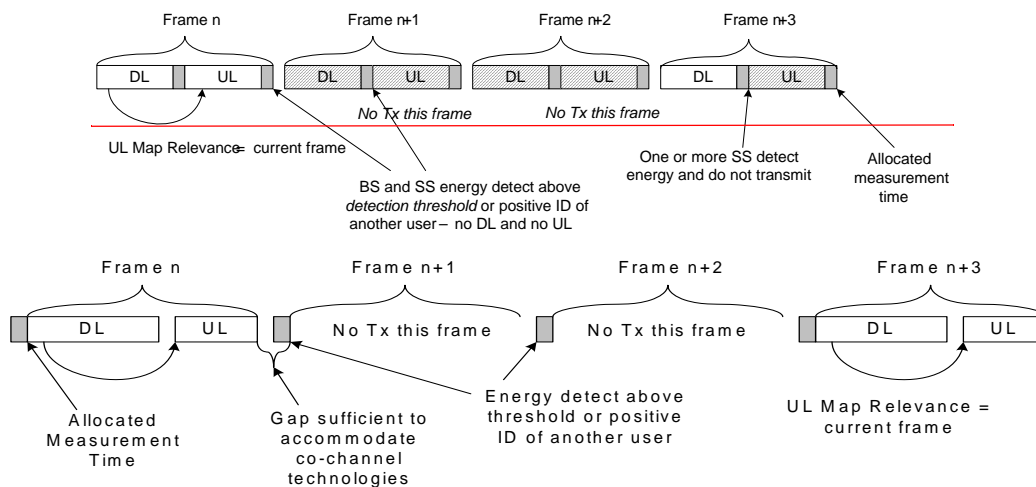 Frame n
Frame n+1
Frame n+2
Frame n+3
DL UL DL UL DL UL DL UL
No Tx this frame
No Tx this frame
UL Map Relevance= current frame
BS and SS energy detect above
detection threshold or positive ID of
another user – no DL and no UL
One or more SS detect
energy and do not transmit
Allocated
measurement
time
Frame n
Frame n+1
Frame n+2
Frame n+3
DL UL No Tx this frame No Tx this frame DL UL
Allocated
Measurement
Time
Gap sufficient to
accommodate
co-channel
technologies
Energy detect above
threshold or positive
ID of another user
UL Map Relevance =
current frame